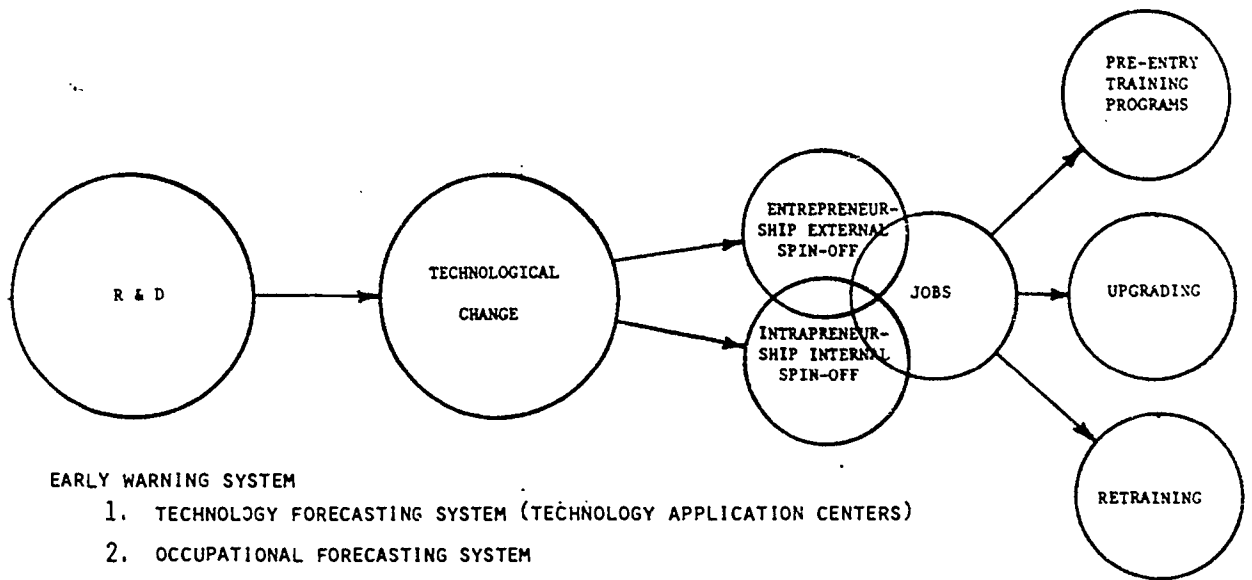 R & D
TECHNOLOGICAL
CHANGE
ENTREPRENEUR-
SHIP EXTERNAL
SPIN-OFF
INTRAPRENEUR-
SHIP INTERNAL
SPIN-OFF
JOBS
PRE-ENTRY
TRAINING
PROGRAMS
UPGRADING
RETRAINING
EARLY WARNING SYSTEM
1. TECHNOLOGY FORECASTING SYSTEM (TECHNOLOGY APPLICATION CENTERS)
2. OCCUPATIONAL FORECASTING SYSTEM